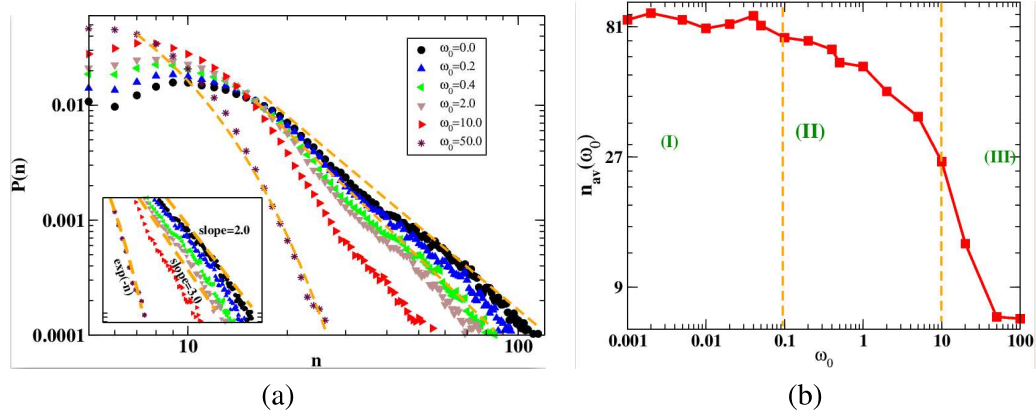 0.01
0.001
0.0001
P(n)
10
100
n
ω₀=0.0
ω₀=0.2
ω₀=0.4
ω₀=2.0
ω₀=10.0
ω₀=50.0
slope=2.0
slope=3.0
exp(-n)
(a)
81
27
9
n_av(ω₀)
(I)
(II)
(III)
0.001
0.01
0.1
1
10
100
ω₀
(b)